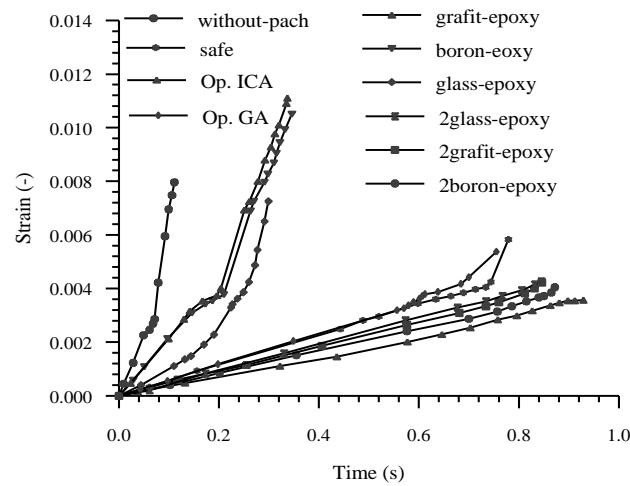 0.014
0.012
0.010
0.008
0.006
0.004
0.002
0.000
Strain (-)
without-pach
safe
Op. ICA
Op. GA
grafit-epoxy
boron-eoxy
glass-epoxy
2glass-epoxy
2grafit-epoxy
2boron-epoxy
0.0 0.2 0.4 0.6 0.8 1.0
Time (s)